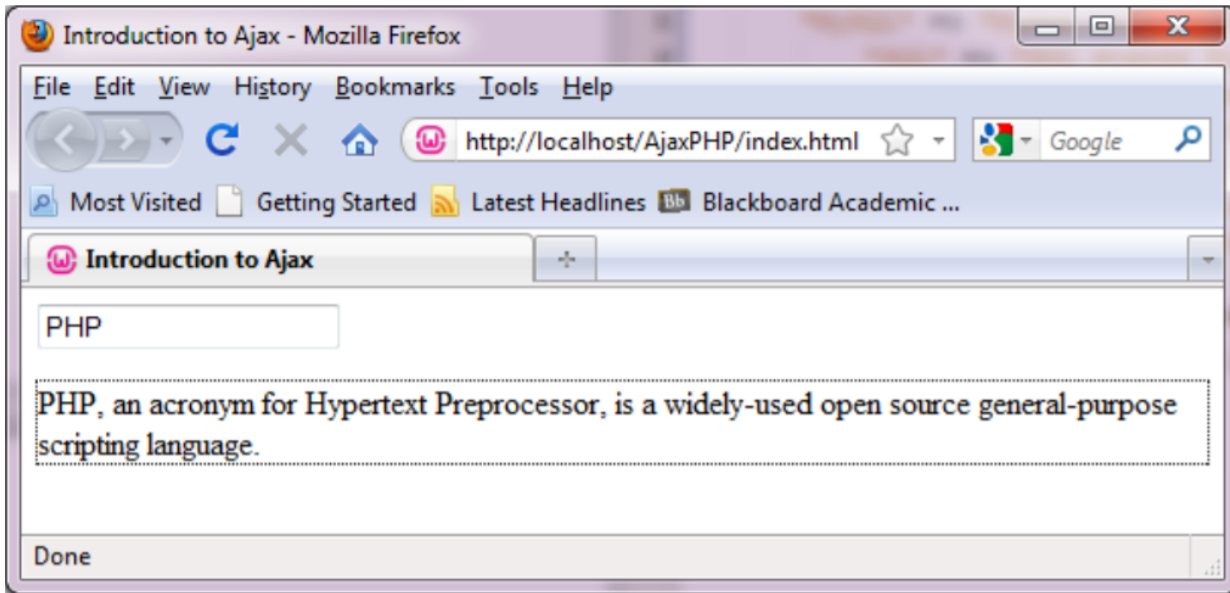 Introduction to Ajax - Mozilla Firefox
File Edit View History Bookmarks Tools Help
http://localhost/AjaxPHP/index.html Google
Most Visited Getting Started Latest Headlines Bb Blackboard Academic ...
Introduction to Ajax
PHP
PHP, an acronym for Hypertext Preprocessor, is a widely-used open source general-purpose
scripting language.
Done